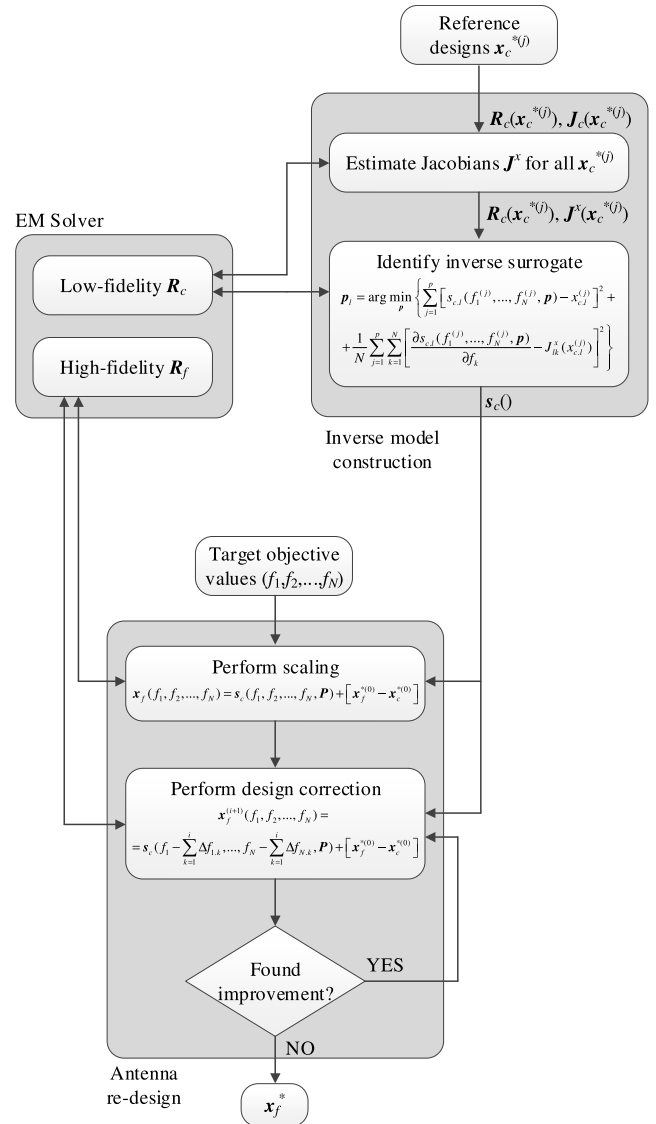 Reference
designs x_c^{*(j)}
R_c(x_c^{*(j)}), J_c(x_c^{*(j)})
Estimate Jacobians J^x for all x_c^{*(j)}
R_c(x_c^{*(j)}), J^x(x_c^{*(j)})
EM Solver
Low-fidelity R_c
High-fidelity R_f
Identify inverse surrogate
p_l = arg min_p {∑_{j=1}^{p} [s_{c.l}(f_1^{(j)},..., f_N^{(j)}, p) − x_{c.l}^{(j)}]^2 +
+ 1/N ∑_{j=1}^{p} ∑_{k=1}^{N} [∂s_{c.l}(f_1^{(j)},..., f_N^{(j)}, p)/∂f_k − J_{lk}^x(x_{c.l}^{(j)})]^2}
s_c()
Inverse model
construction
Target objective
values (f_1,f_2,...,f_N)
Perform scaling
x_f(f_1, f_2,..., f_N) = s_c(f_1, f_2,..., f_N, P) + [x_f^{*(0)} − x_c^{*(0)}]
Perform design correction
x_f^{(i+1)}(f_1, f_2,..., f_N) =
= s_c(f_1 − ∑_{k=1}^{i} Δf_{1.k},..., f_N − ∑_{k=1}^{i} Δf_{N.k}, P) + [x_f^{*(0)} − x_c^{*(0)}]
Found
improvement?
YES
NO
Antenna
re-design
x_f^*